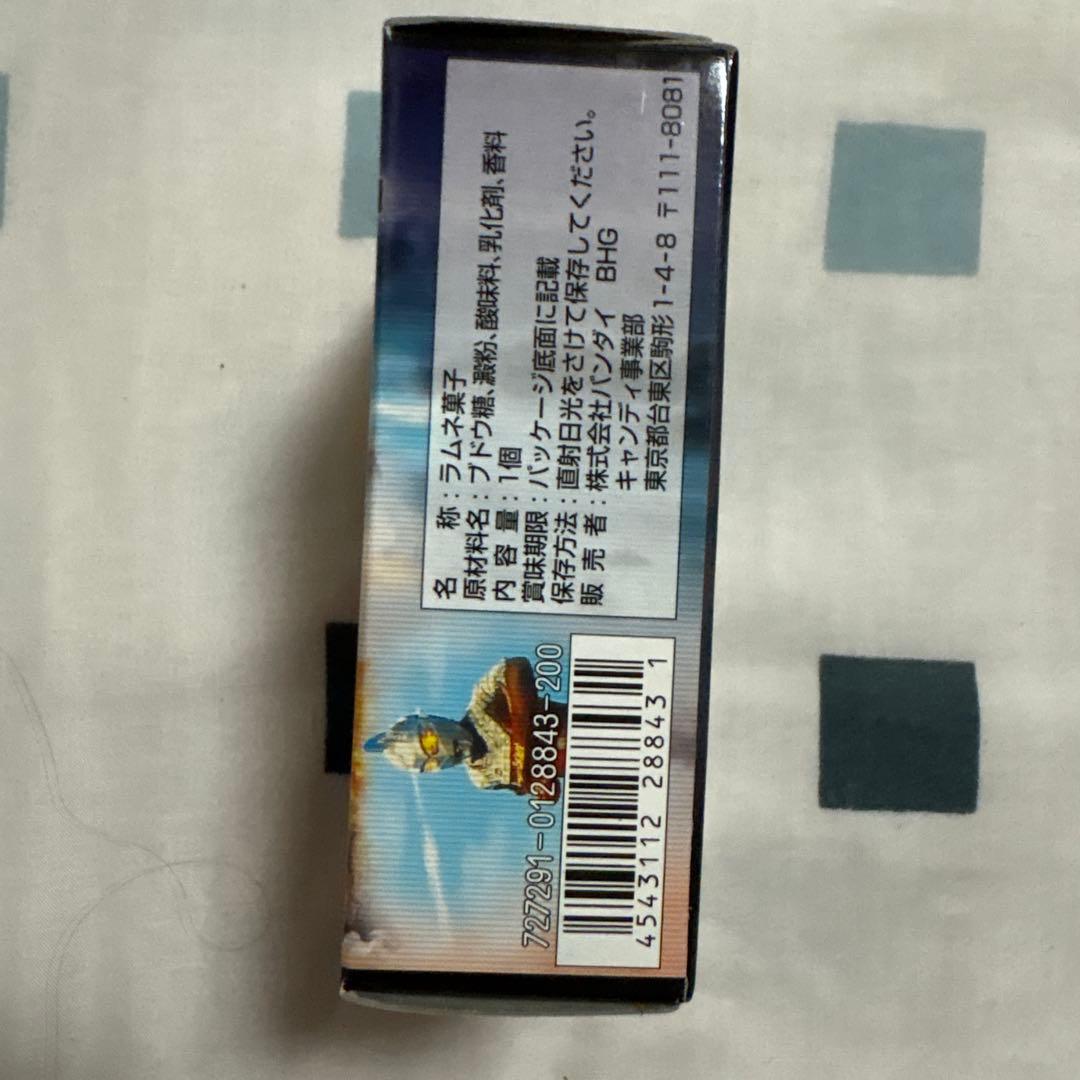 名　　称：ラムネ菓子
原材料名：ブドウ糖、澱粉、酸味料、乳化剤、香料
内 容 量：1個
賞味期限：パッケージ底面に記載
保存方法：直射日光をさけて保存してください。
販 売 者：株式会社バンダイ　BHG
キャンディ事業部
東京都台東区駒形1-4-8 〒111-8081
727291-0128843-200
4543112 288431